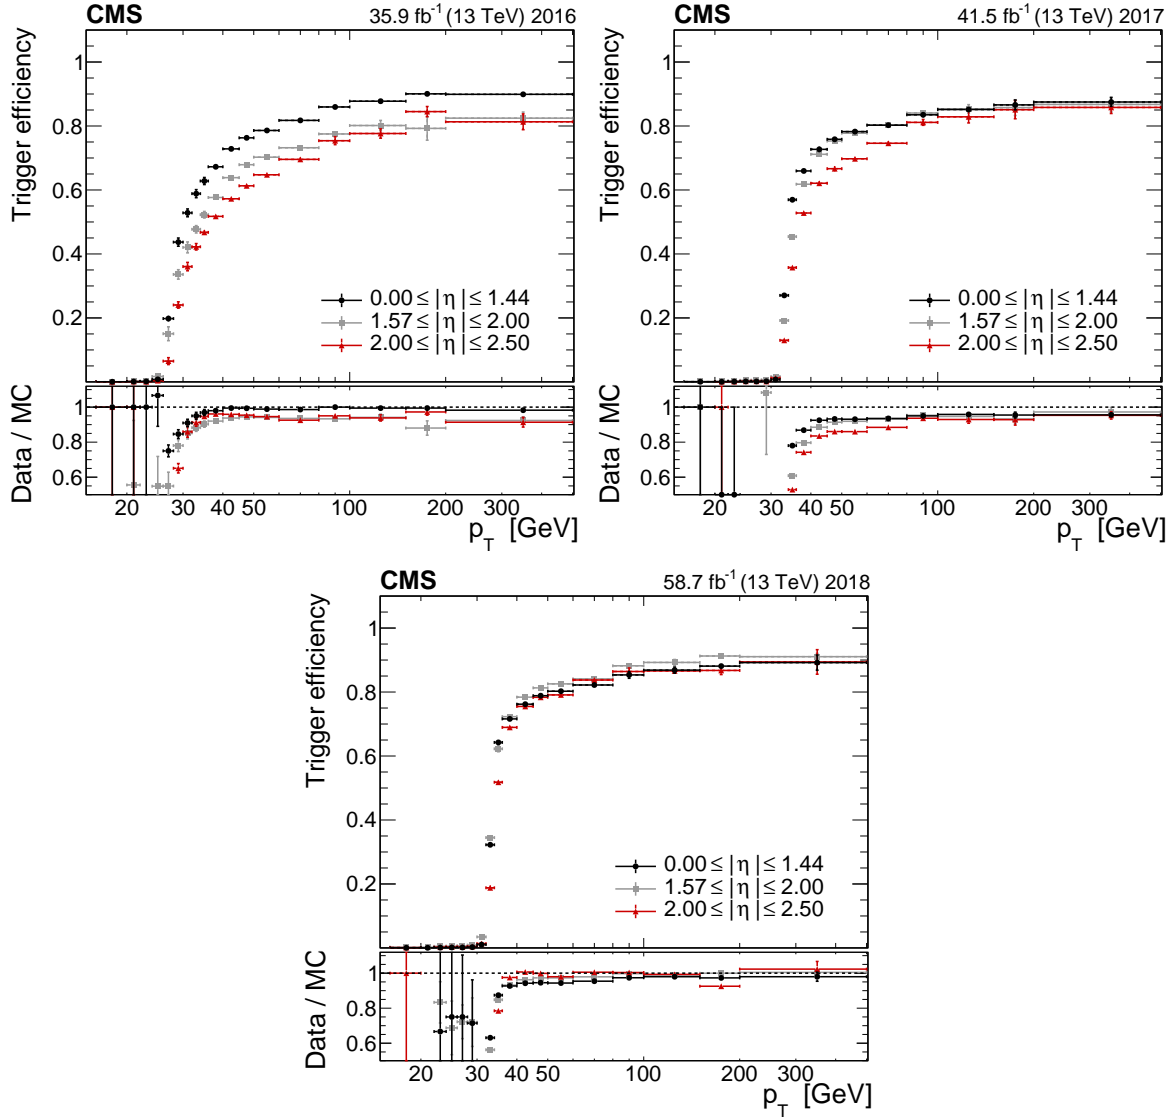 CMS 35.9 fb⁻¹ (13 TeV) 2016
Trigger efficiency
1
0.8
0.6
0.4
0.2
0.00 ≤ | η | ≤ 1.44
1.57 ≤ | η | ≤ 2.00
2.00 ≤ | η | ≤ 2.50
Data / MC
1
0.8
0.6
20 30 40 50 100 200 300
p_T [GeV]
CMS 41.5 fb⁻¹ (13 TeV) 2017
Trigger efficiency
1
0.8
0.6
0.4
0.2
0.00 ≤ | η | ≤ 1.44
1.57 ≤ | η | ≤ 2.00
2.00 ≤ | η | ≤ 2.50
Data / MC
1
0.8
0.6
20 30 40 50 100 200 300
p_T [GeV]
CMS 58.7 fb⁻¹ (13 TeV) 2018
Trigger efficiency
1
0.8
0.6
0.4
0.2
0.00 ≤ | η | ≤ 1.44
1.57 ≤ | η | ≤ 2.00
2.00 ≤ | η | ≤ 2.50
Data / MC
1
0.8
0.6
20 30 40 50 100 200 300
p_T [GeV]